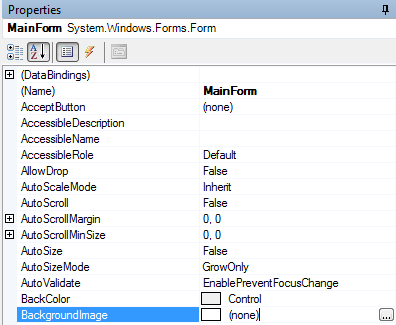 Properties
MainForm System.Windows.Forms.Form
(DataBindings)
(Name) MainForm
AcceptButton (none)
AccessibleDescription
AccessibleName
AccessibleRole Default
AllowDrop False
AutoScaleMode Inherit
AutoScroll False
AutoScrollMargin 0, 0
AutoScrollMinSize 0, 0
AutoSize False
AutoSizeMode GrowOnly
AutoValidate EnablePreventFocusChange
BackColor Control
BackgroundImage (none)